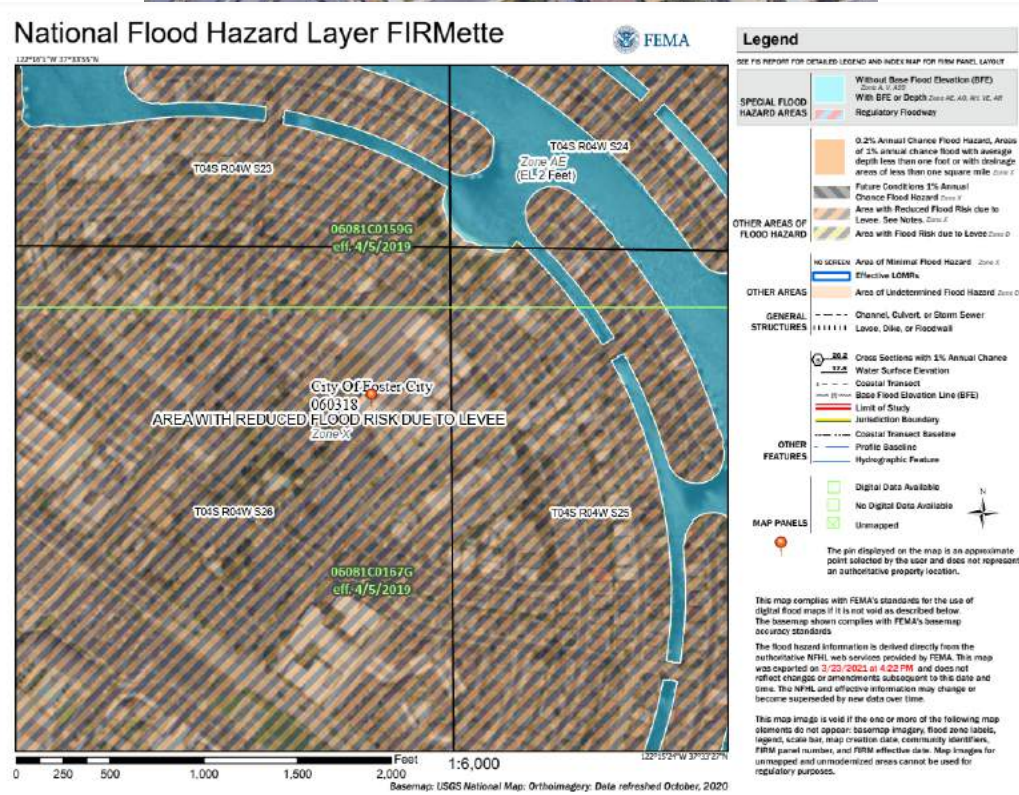 National Flood Hazard Layer FIRMette
FEMA
122°16'1"W 37°33'55"N
T04S R04W S23
T04S R04W S24
Zone AE
(EL 2 Feet)
06081C0159G
eff. 4/5/2019
City Of Foster City
060318
AREA WITH REDUCED FLOOD RISK DUE TO LEVEE
Zone X
T04S R04W S26
T04S R04W S25
06081C0167G
eff. 4/5/2019
0 250 500 1,000 1,500 2,000 Feet
1:6,000
122°15'24"W 37°33'27"N
Basemap: USGS National Map: Orthoimagery: Data refreshed October, 2020
Legend
SEE FIS REPORT FOR DETAILED LEGEND AND INDEX MAP FOR FIRM PANEL LAYOUT
SPECIAL FLOOD
HAZARD AREAS
Without Base Flood Elevation (BFE)
Zone A, V, A99
With BFE or Depth Zone AE, AO, AH, VE, AR
Regulatory Floodway
OTHER AREAS OF
FLOOD HAZARD
0.2% Annual Chance Flood Hazard, Areas
of 1% annual chance flood with average
depth less than one foot or with drainage
areas of less than one square mile Zone X
Future Conditions 1% Annual
Chance Flood Hazard Zone X
Area with Reduced Flood Risk due to
Levee. See Notes. Zone X
Area with Flood Risk due to Levee Zone D
OTHER AREAS
NO SCREEN Area of Minimal Flood Hazard Zone X
Effective LOMRs
Area of Undetermined Flood Hazard Zone D
GENERAL
STRUCTURES
Channel, Culvert, or Storm Sewer
Levee, Dike, or Floodwall
OTHER
FEATURES
20.2 Cross Sections with 1% Annual Chance
17.5 Water Surface Elevation
Coastal Transect
Base Flood Elevation Line (BFE)
Limit of Study
Jurisdiction Boundary
Coastal Transect Baseline
Profile Baseline
Hydrographic Feature
MAP PANELS
Digital Data Available
No Digital Data Available
Unmapped
N
The pin displayed on the map is an approximate
point selected by the user and does not represent
an authoritative property location.
This map complies with FEMA's standards for the use of
digital flood maps if it is not void as described below.
The basemap shown complies with FEMA's basemap
accuracy standards
The flood hazard information is derived directly from the
authoritative NFHL web services provided by FEMA. This map
was exported on 3/23/2021 at 4:22 PM and does not
reflect changes or amendments subsequent to this date and
time. The NFHL and effective information may change or
become superseded by new data over time.
This map image is void if the one or more of the following map
elements do not appear: basemap imagery, flood zone labels,
legend, scale bar, map creation date, community identifiers,
FIRM panel number, and FIRM effective date. Map images for
unmapped and unmodernized areas cannot be used for
regulatory purposes.